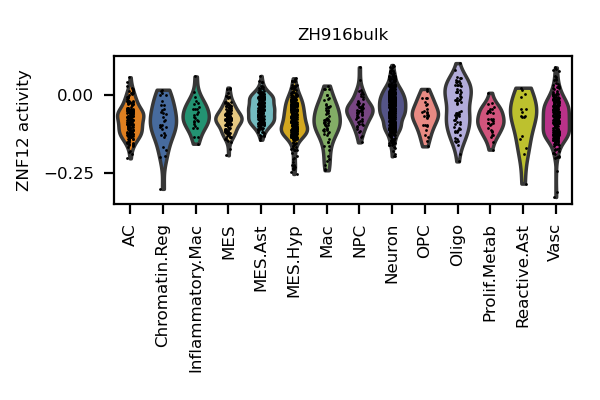 ZH916bulk
ZNF12 activity
0.00
−0.25
AC
Chromatin.Reg
Inflammatory.Mac
MES
MES.Ast
MES.Hyp
Mac
NPC
Neuron
OPC
Oligo
Prolif.Metab
Reactive.Ast
Vasc